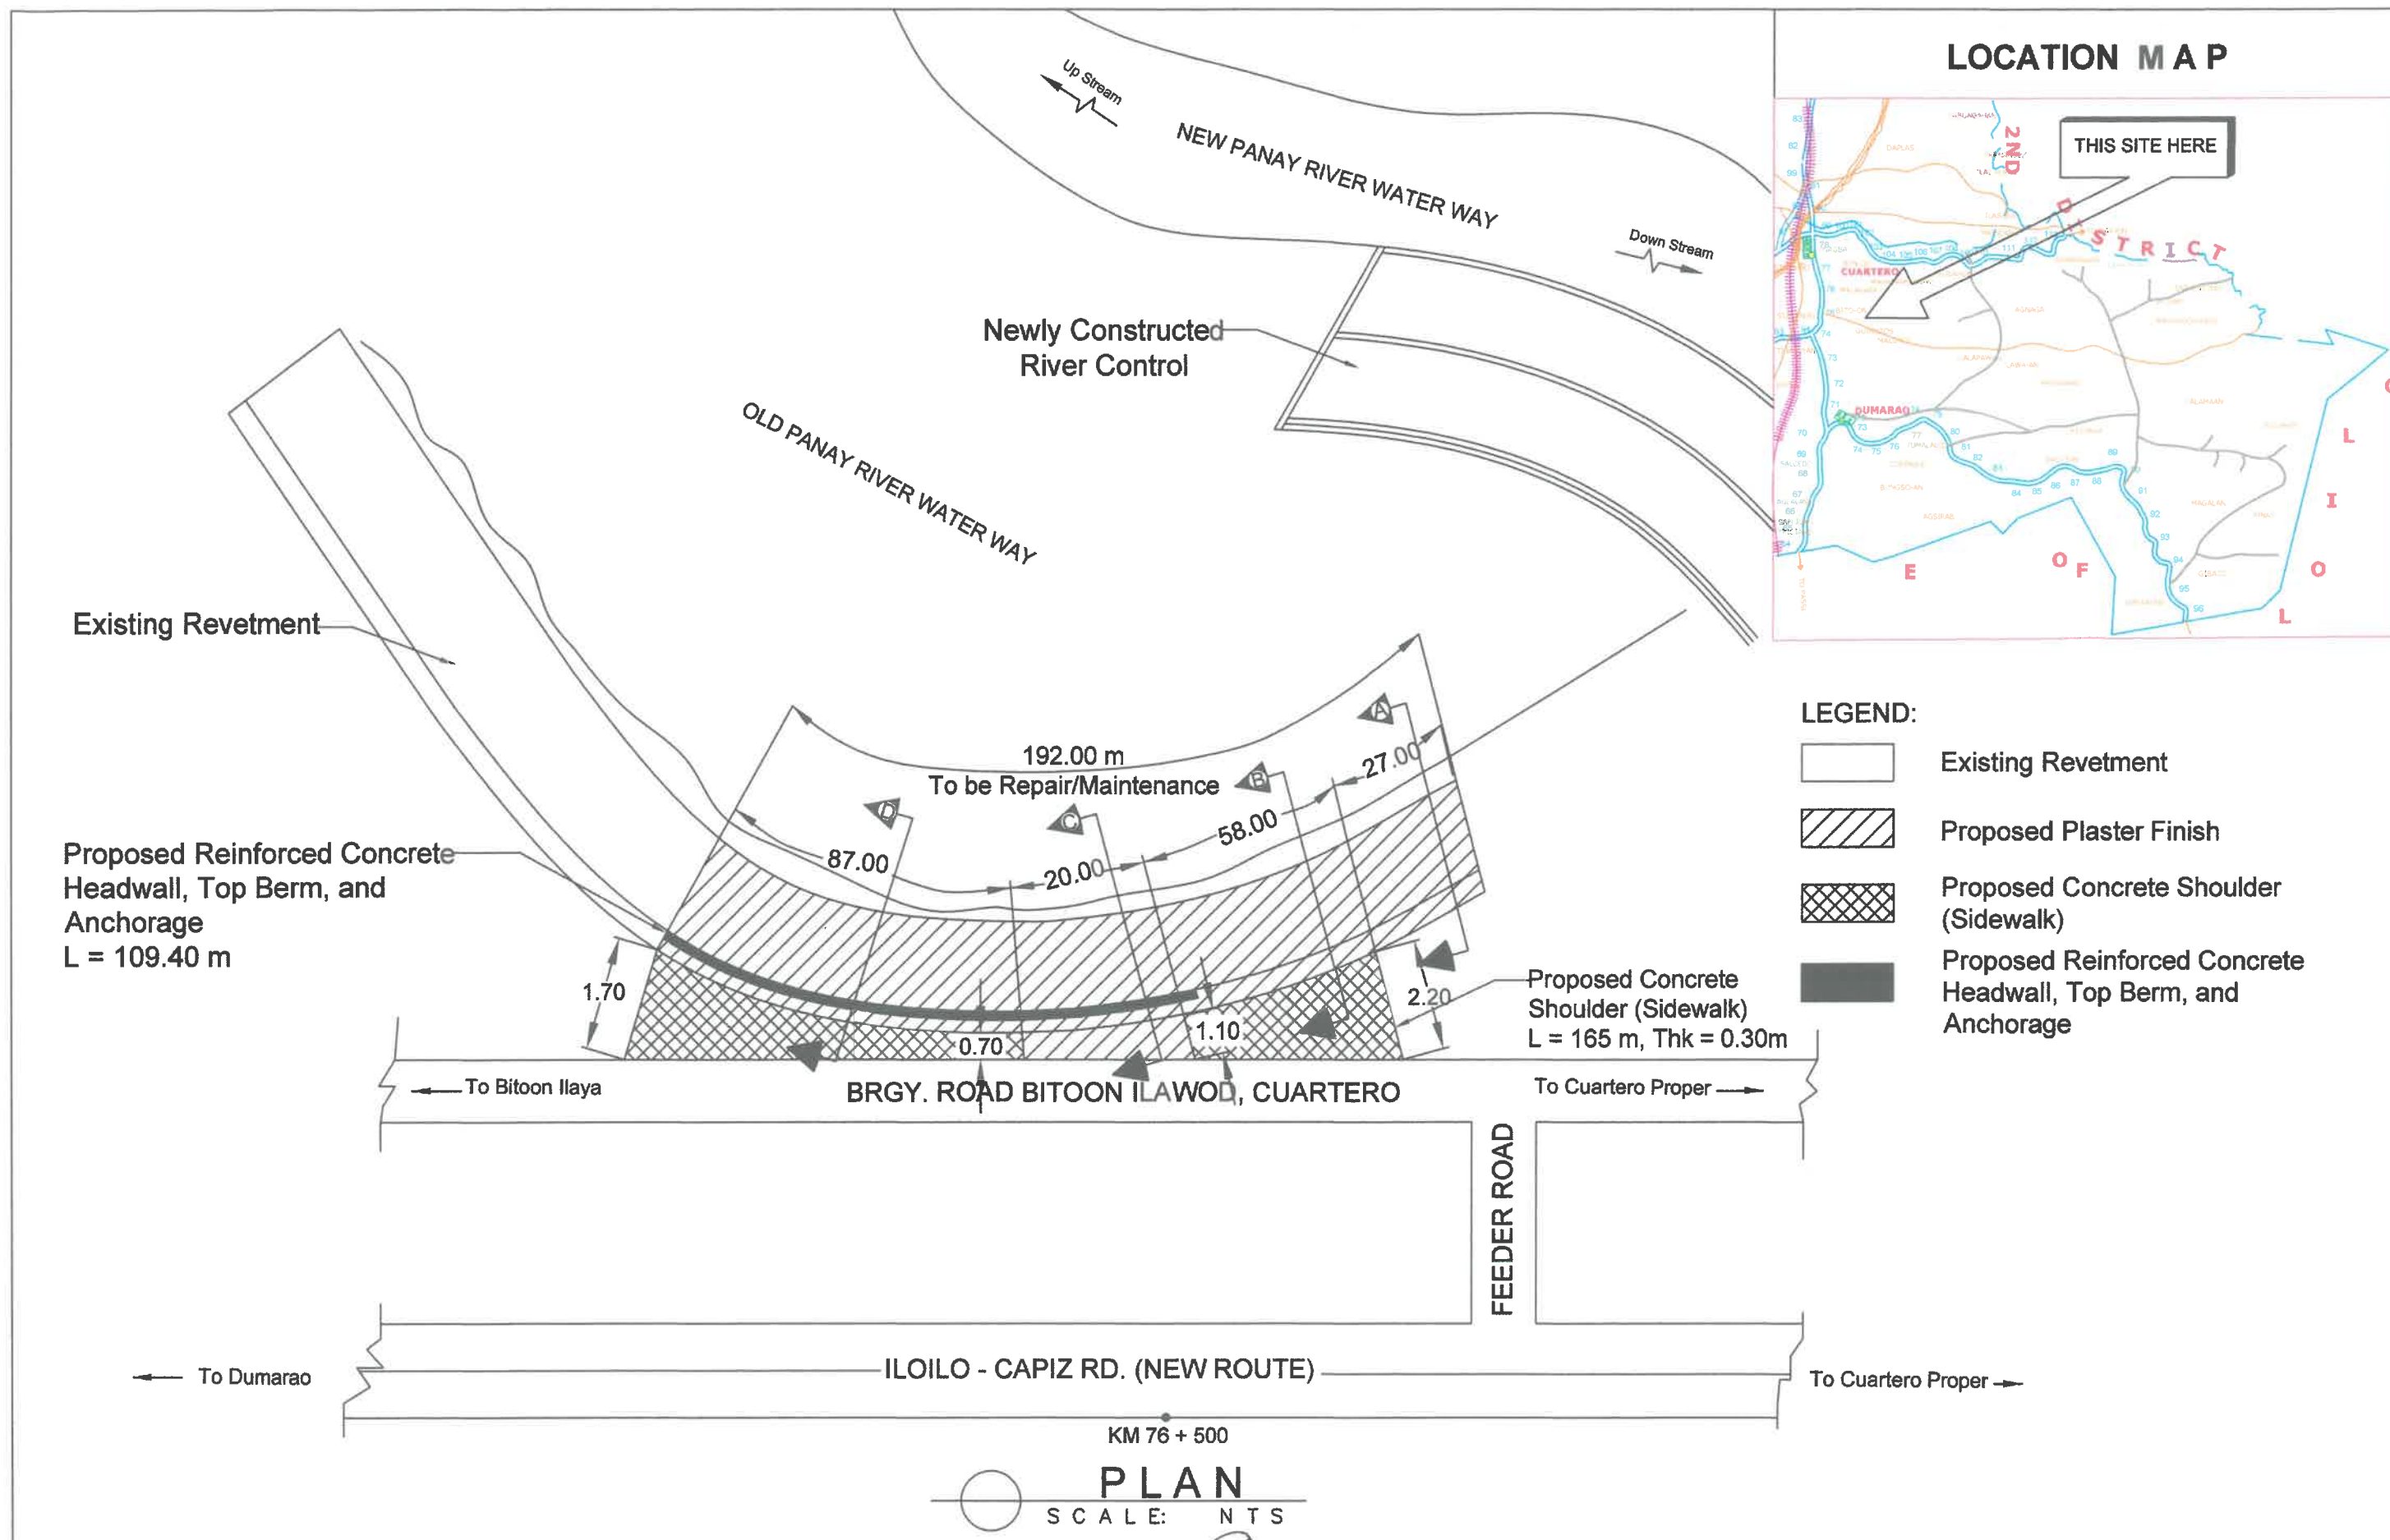 LOCATION MAP
THIS SITE HERE
2ND
DISTRICT
CUARTERO
DUMARAO
E OF
ILOILO
Up Stream
NEW PANAY RIVER WATER WAY
Down Stream
Newly Constructed
River Control
OLD PANAY RIVER WATER WAY
Existing Revetment
192.00 m
To be Repair/Maintenance
A
B
C
D
27.00
58.00
20.00
87.00
Proposed Reinforced Concrete
Headwall, Top Berm, and
Anchorage
L = 109.40 m
1.70
0.70
1.10
2.20
Proposed Concrete
Shoulder (Sidewalk)
L = 165 m, Thk = 0.30m
LEGEND:
Existing Revetment
Proposed Plaster Finish
Proposed Concrete Shoulder
(Sidewalk)
Proposed Reinforced Concrete
Headwall, Top Berm, and
Anchorage
To Bitoon Ilaya
BRGY. ROAD BITOON ILAWOD, CUARTERO
To Cuartero Proper
FEEDER ROAD
To Dumarao
ILOILO - CAPIZ RD. (NEW ROUTE)
To Cuartero Proper
KM 76 + 500
PLAN
SCALE: NTS